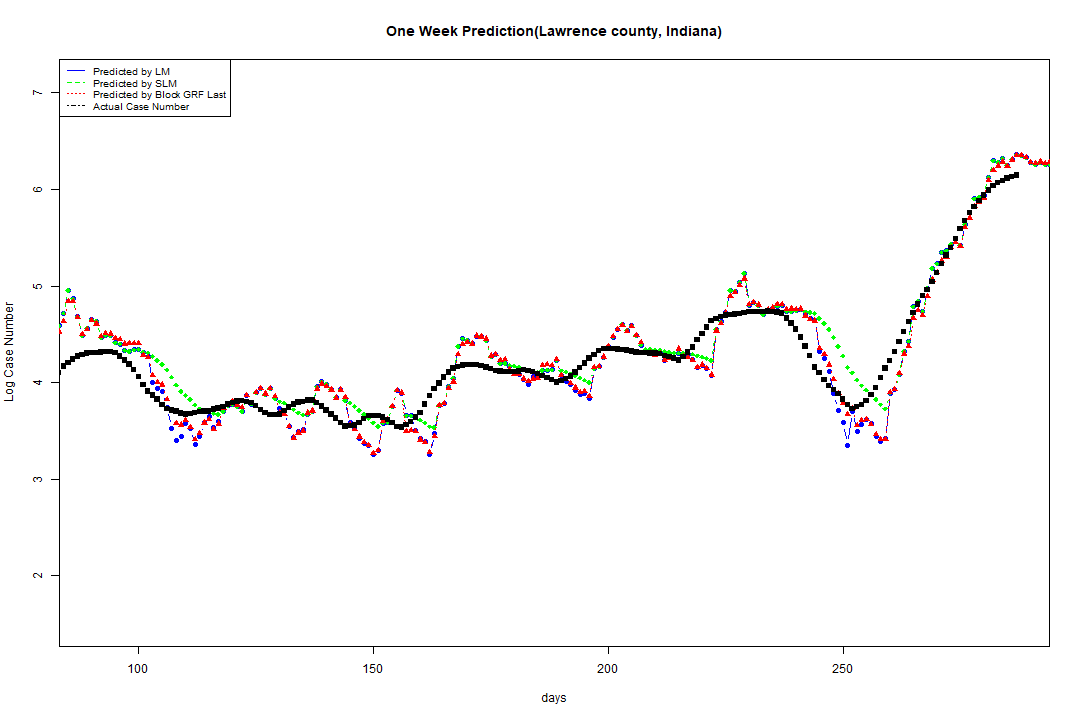 One Week Prediction(Lawrence county, Indiana)
Predicted by LM
Predicted by SLM
Predicted by Block GRF Last
Actual Case Number
7
6
5
4
3
2
Log Case Number
100 150 200 250
days